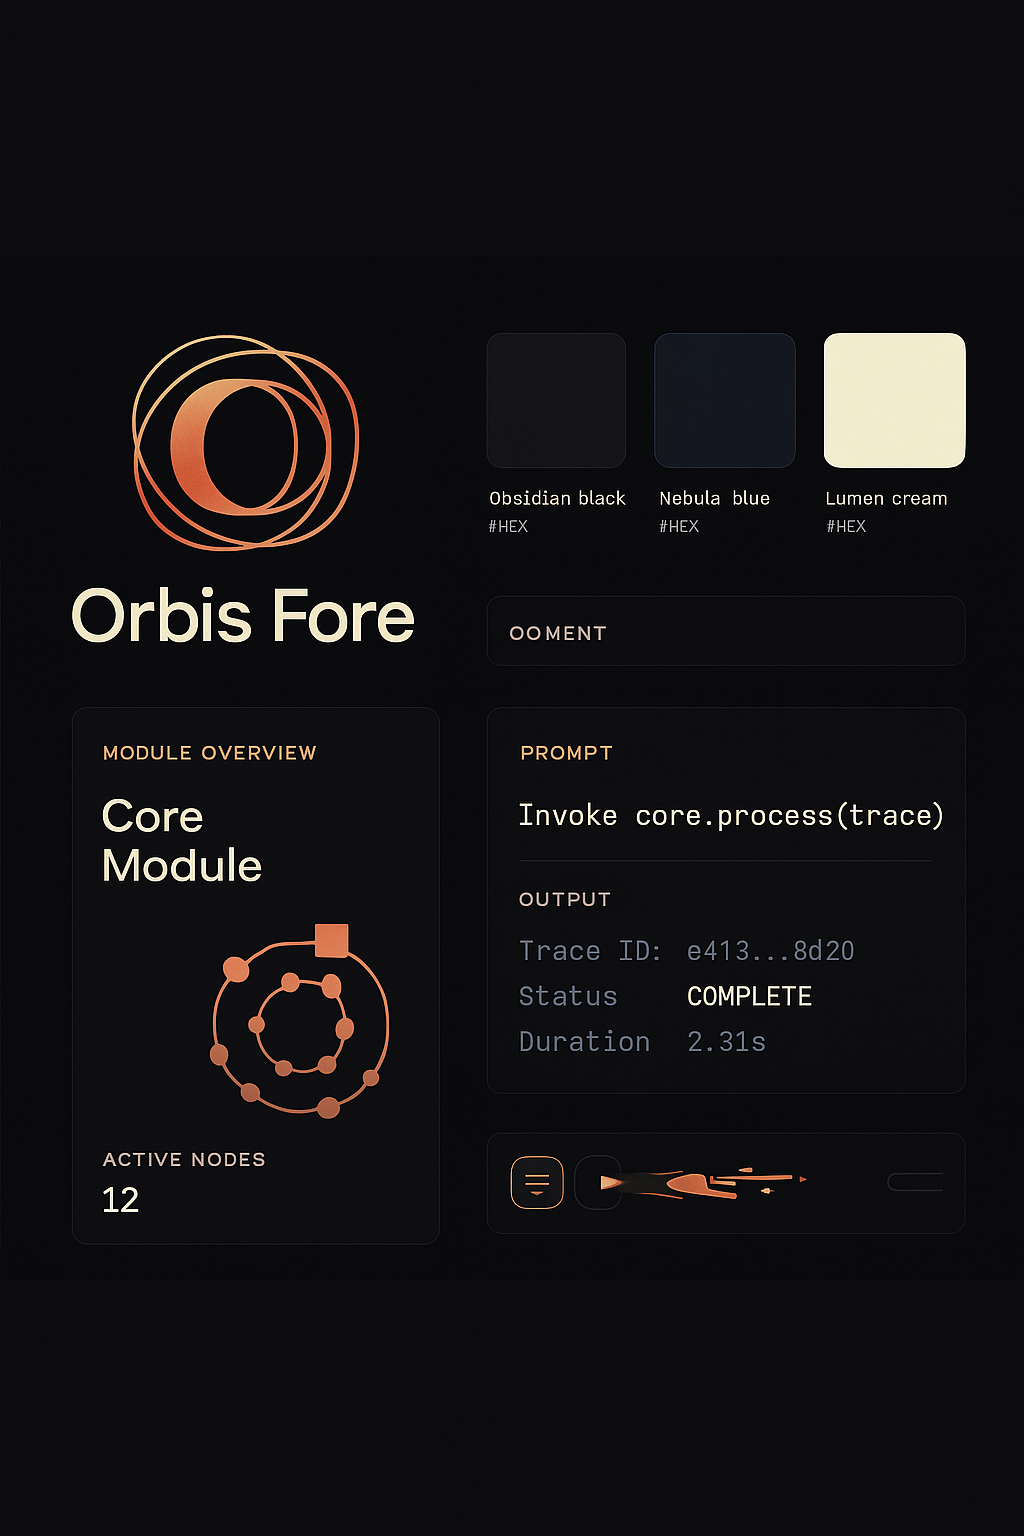 Orbis Fore
Obsidian black
#HEX
Nebula blue
#HEX
Lumen cream
#HEX
OOMENT
MODULE OVERVIEW
Core
Module
ACTIVE NODES
12
PROMPT
Invoke core.process(trace)
OUTPUT
Trace ID: e413...8d20
Status COMPLETE
Duration 2.31s